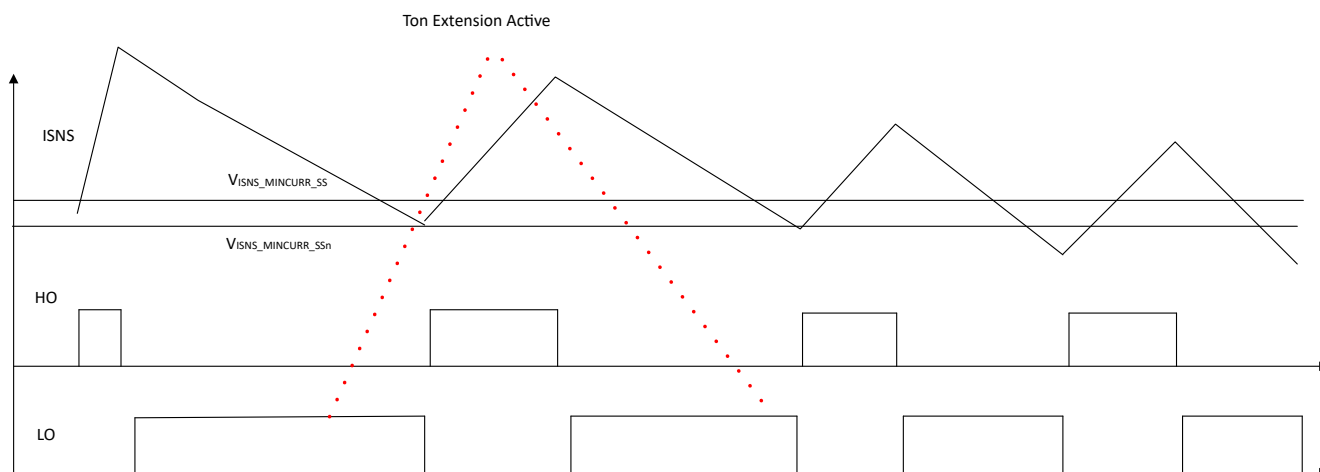 Ton Extension Active
ISNS
VISNS_MINCURR_SS
VISNS_MINCURR_SSn
HO
LO